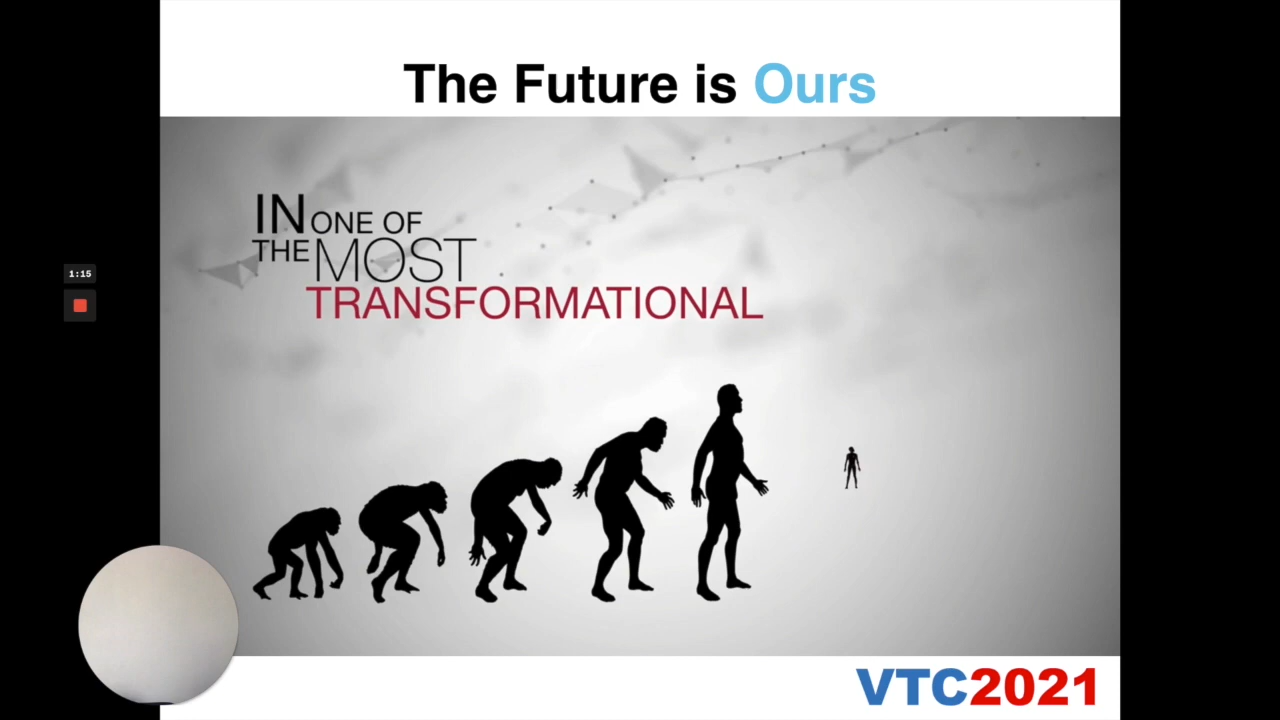 The Future is Ours
IN ONE OF
THE MOST
TRANSFORMATIONAL
1:15
VTC2021